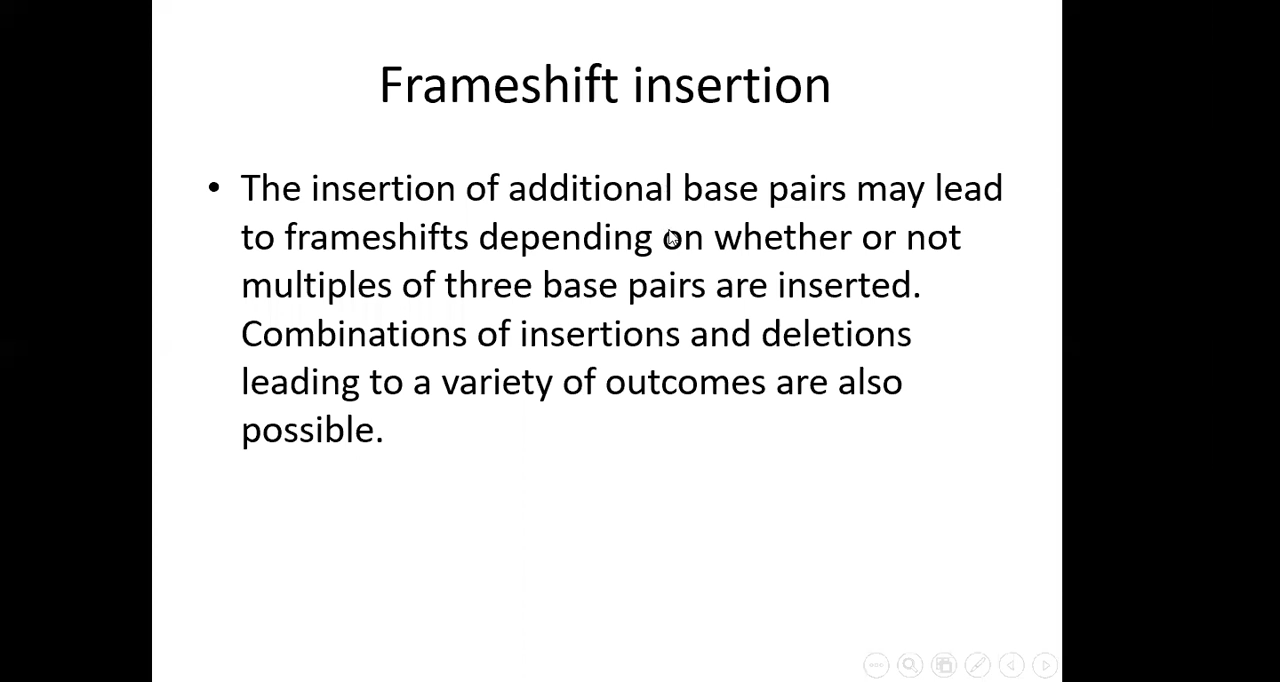 Frameshift insertion
• The insertion of additional base pairs may lead
to frameshifts depending on whether or not
multiples of three base pairs are inserted.
Combinations of insertions and deletions
leading to a variety of outcomes are also
possible.